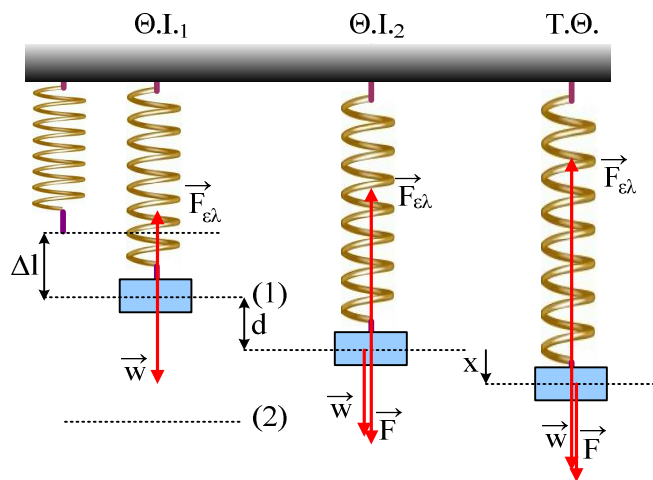 Θ.Ι.₁ Θ.Ι.₂ Τ.Θ.
F⃗ελ F⃗ελ F⃗ελ
Δl (1)
d
x
w⃗ w⃗ F⃗ w⃗ F⃗
(2)